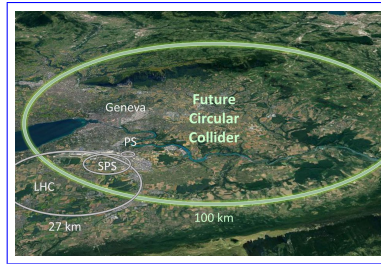 Geneva
Future
Circular
Collider
PS
SPS
LHC
100 km
27 km